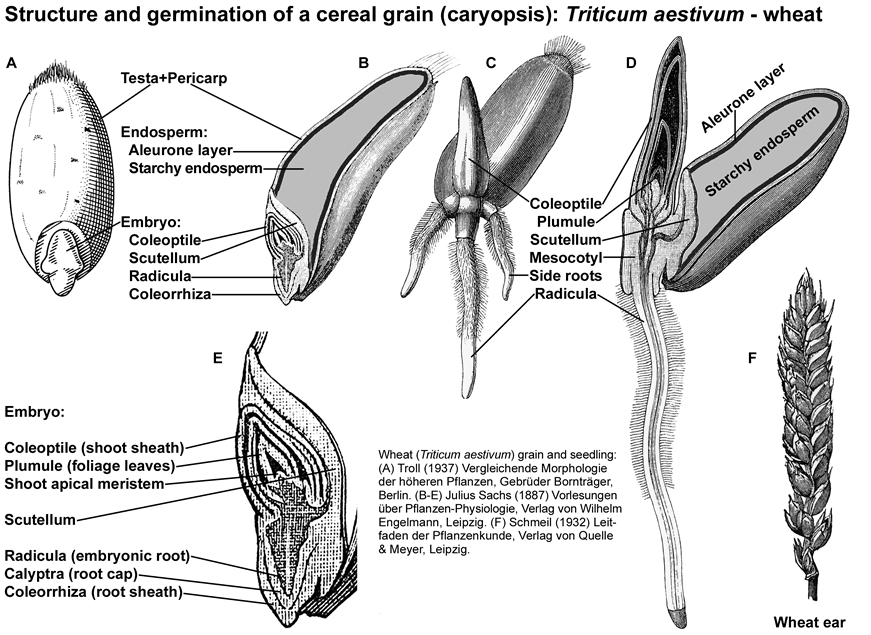 Structure and germination of a cereal grain (caryopsis): Triticum aestivum - wheat
A
B
C
D
Testa+Pericarp
Endosperm:
Aleurone layer
Starchy endosperm
Embryo:
Coleoptile
Scutellum
Radicula
Coleorrhiza
Aleurone layer
Starchy endosperm
Coleoptile
Plumule
Scutellum
Mesocotyl
Side roots
Radicula
E
F
Embryo:
Coleoptile (shoot sheath)
Plumule (foliage leaves)
Shoot apical meristem
Scutellum
Radicula (embryonic root)
Calyptra (root cap)
Coleorrhiza (root sheath)
Wheat (Triticum aestivum) grain and seedling:
(A) Troll (1937) Vergleichende Morphologie
der höheren Pflanzen, Gebrüder Bornträger,
Berlin. (B-E) Julius Sachs (1887) Vorlesungen
über Pflanzen-Physiologie, Verlag von Wilhelm
Engelmann, Leipzig. (F) Schmeil (1932) Leit-
faden der Pflanzenkunde, Verlag von Quelle
& Meyer, Leipzig.
Wheat ear